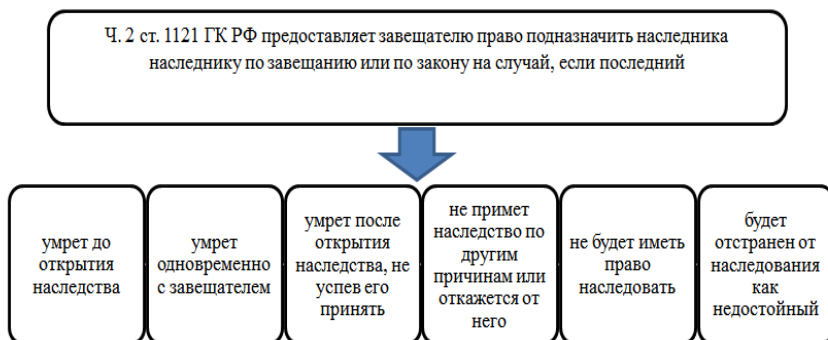 Ч. 2 ст. 1121 ГК РФ предоставляет завещателю право подназначить наследника
наследнику по завещанию или по закону на случай, если последний
умрет до
открытия
наследства
умрет
одновременно
с завещателем
умрет после
открытия
наследства, не
успев его
принять
не примет
наследство по
другим
причинам или
откажется от
него
не будет иметь
право
наследовать
будет
отстранен от
наследования
как
недостойный